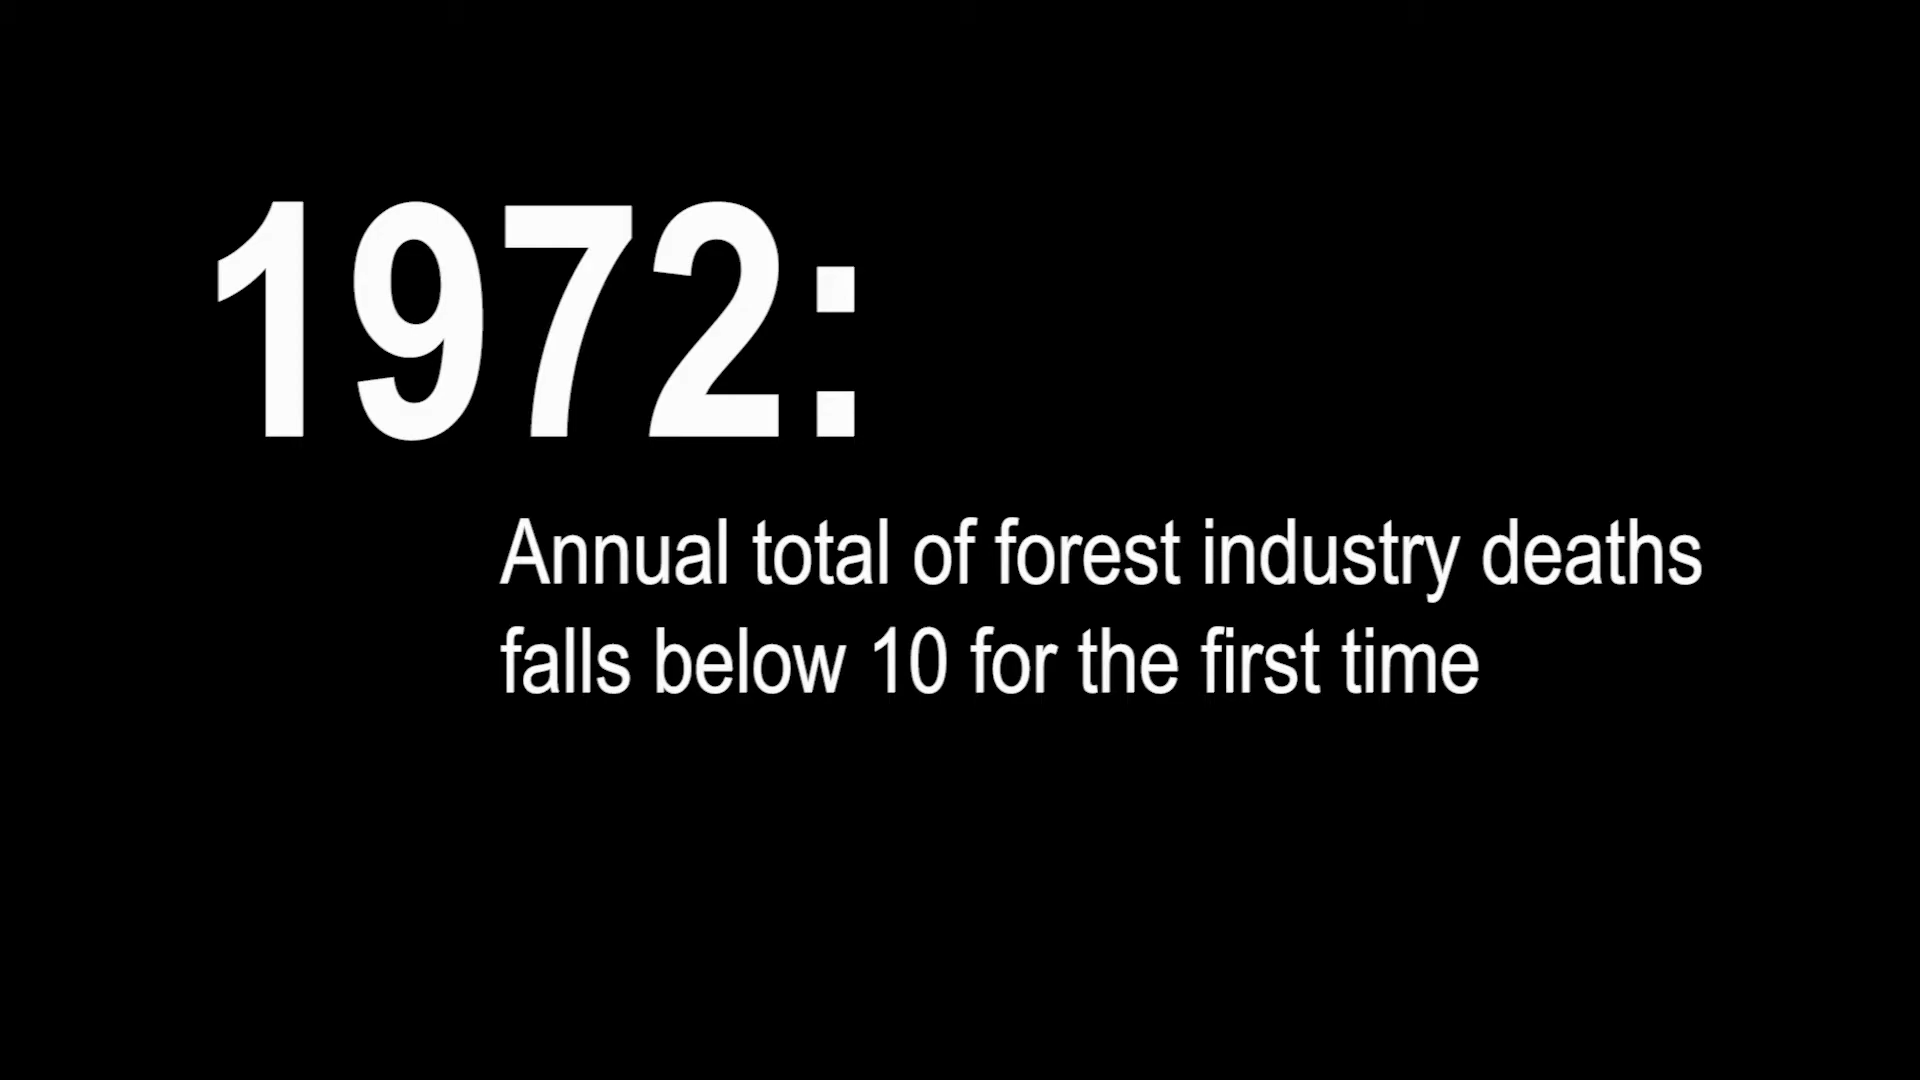 1972:
Annual total of forest industry deaths
falls below 10 for the first time